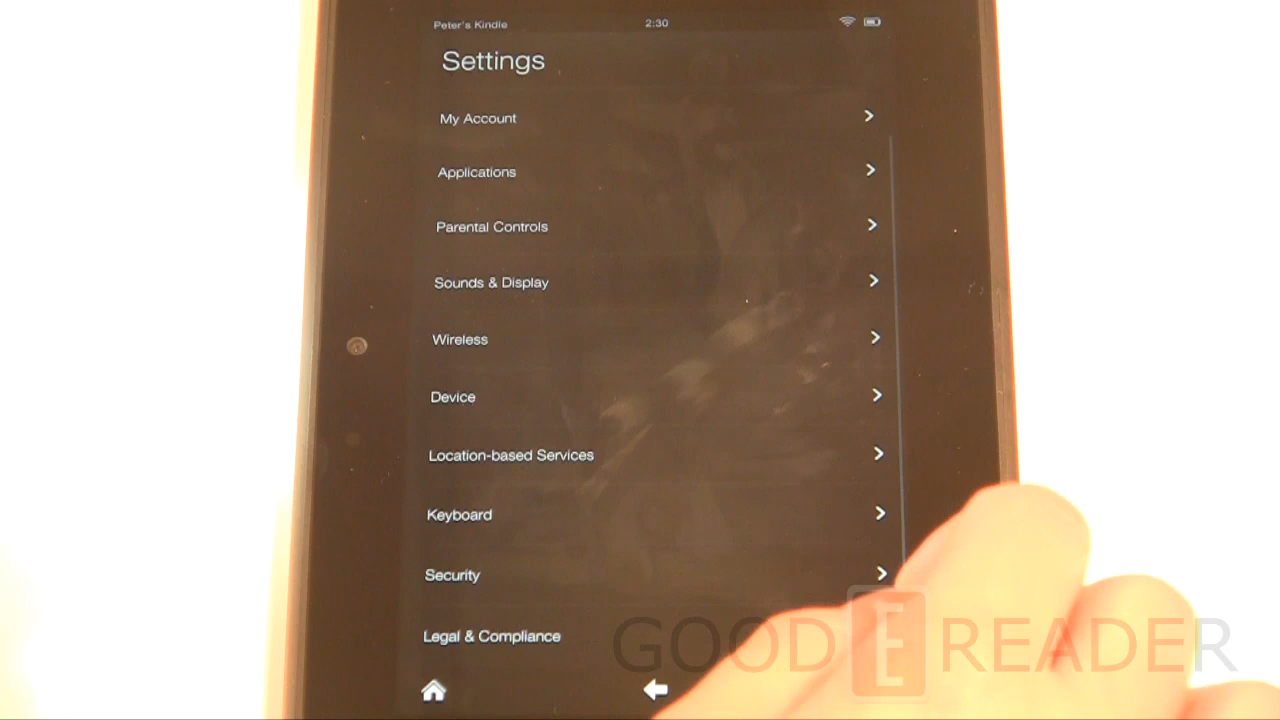 Peter's Kindle 2:30
Settings
My Account
Applications
Parental Controls
Sounds & Display
Wireless
Device
Location-based Services
Keyboard
Security
Legal & Compliance
GOOD E READER